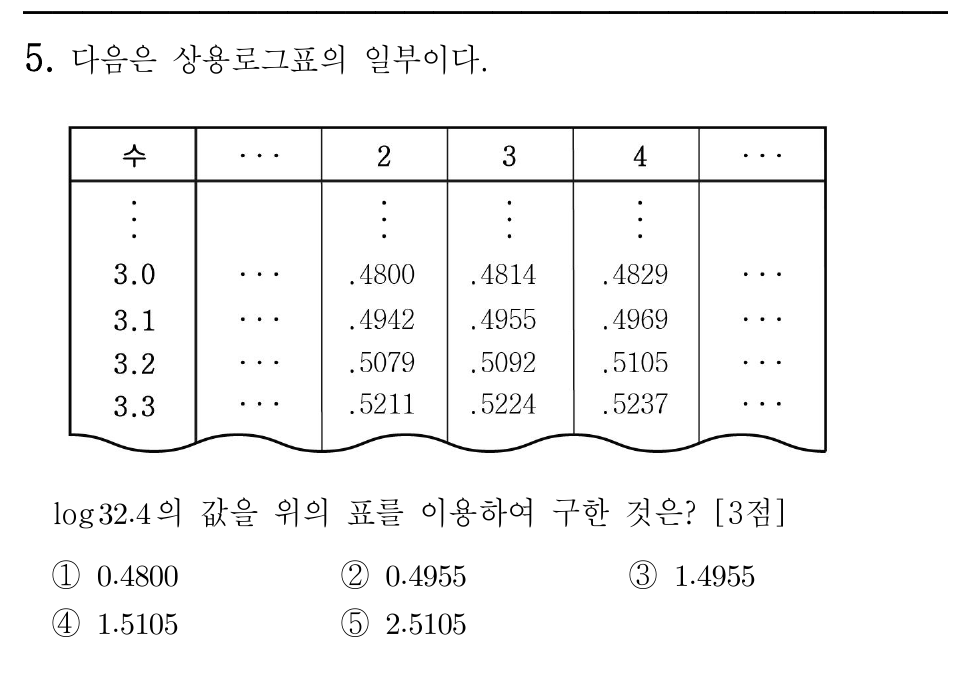 5. 다음은 상용로그표의 일부이다.
수 ··· 2 3 4 ···
⋮ ⋮ ⋮ ⋮
3.0 ··· .4800 .4814 .4829 ···
3.1 ··· .4942 .4955 .4969 ···
3.2 ··· .5079 .5092 .5105 ···
3.3 ··· .5211 .5224 .5237 ···
log32.4의 값을 위의 표를 이용하여 구한 것은? [3점]
① 0.4800 ② 0.4955 ③ 1.4955
④ 1.5105 ⑤ 2.5105